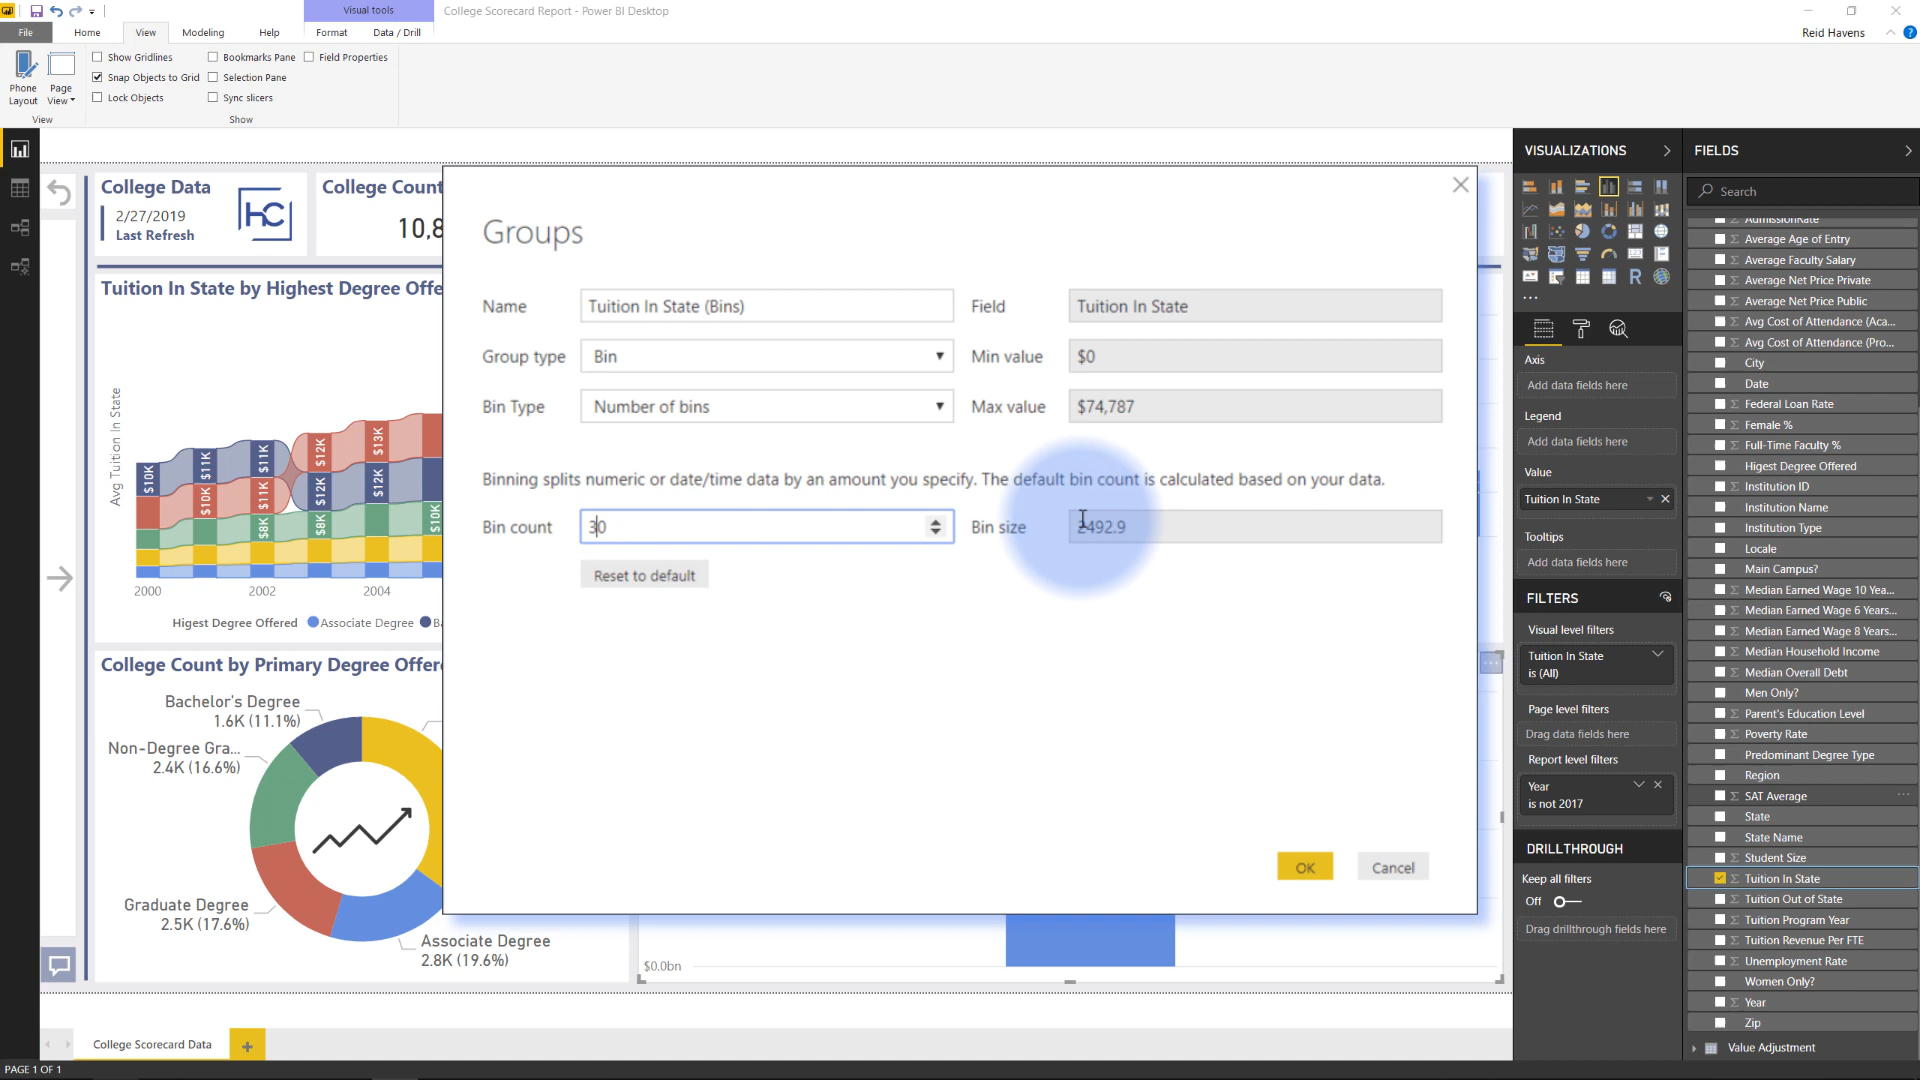 Visual tools
College Scorecard Report - Power BI Desktop
File
Home
View
Modeling
Help
Format
Data / Drill
Reid Havens
Phone
Layout
Page
View
View
Show Gridlines
Snap Objects to Grid
Lock Objects
Bookmarks Pane
Selection Pane
Sync slicers
Field Properties
Show
College Data
2/27/2019
Last Refresh
HC
College Count
10,8
Tuition In State by Highest Degree Offe
Avg Tuition In State
$10K
$11K
$10K
$11K
$11K
$8K
$12K
$12K
$8K
$13K
$12K
$10K
2000
2002
2004
Higest Degree Offered
Associate Degree
Ba
College Count by Primary Degree Offere
Bachelor's Degree
1.6K (11.1%)
Non-Degree Gra...
2.4K (16.6%)
Graduate Degree
2.5K (17.6%)
Associate Degree
2.8K (19.6%)
$0.0bn
Groups
Name
Tuition In State (Bins)
Field
Tuition In State
Group type
Bin
Min value
$0
Bin Type
Number of bins
Max value
$74,787
Binning splits numeric or date/time data by an amount you specify. The default bin count is calculated based on your data.
Bin count
30
Bin size
2492.9
Reset to default
OK
Cancel
VISUALIZATIONS
R
Axis
Add data fields here
Legend
Add data fields here
Value
Tuition In State
Tooltips
Add data fields here
FILTERS
Visual level filters
Tuition In State
is (All)
Page level filters
Drag data fields here
Report level filters
Year
is not 2017
DRILLTHROUGH
Keep all filters
Off
Drag drillthrough fields here
FIELDS
Search
AdmissionRate
Average Age of Entry
Average Faculty Salary
Average Net Price Private
Average Net Price Public
Avg Cost of Attendance (Aca...
Avg Cost of Attendance (Pro...
City
Date
Federal Loan Rate
Female %
Full-Time Faculty %
Higest Degree Offered
Institution ID
Institution Name
Institution Type
Locale
Main Campus?
Median Earned Wage 10 Yea...
Median Earned Wage 6 Years...
Median Earned Wage 8 Years...
Median Household Income
Median Overall Debt
Men Only?
Parent's Education Level
Poverty Rate
Predominant Degree Type
Region
SAT Average
State
State Name
Student Size
Tuition In State
Tuition Out of State
Tuition Program Year
Tuition Revenue Per FTE
Unemployment Rate
Women Only?
Year
Zip
Value Adjustment
College Scorecard Data
PAGE 1 OF 1